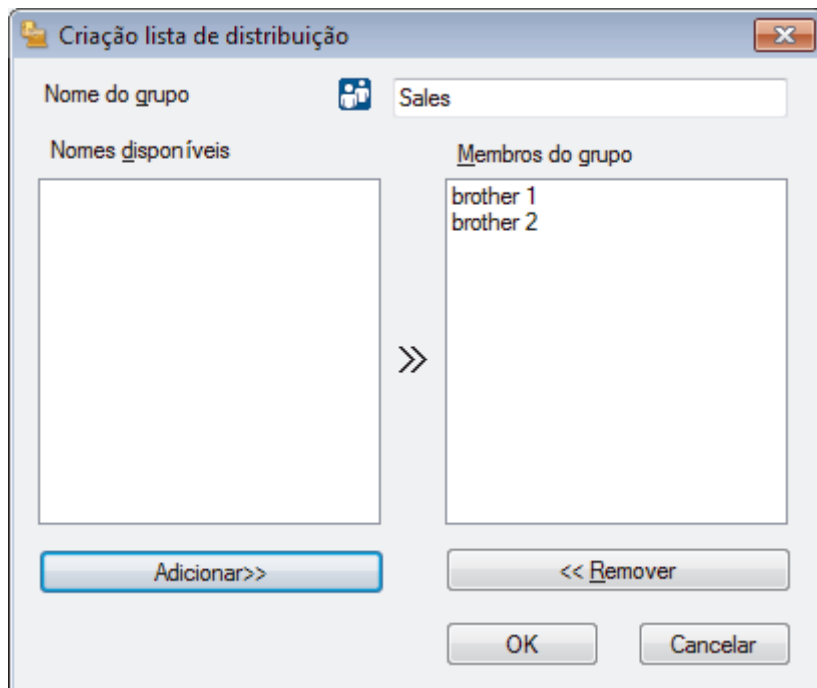 Criação lista de distribuição
Nome do grupo
Sales
Nomes disponíveis
Membros do grupo
brother 1
brother 2
Adicionar>>
<< Remover
OK
Cancelar